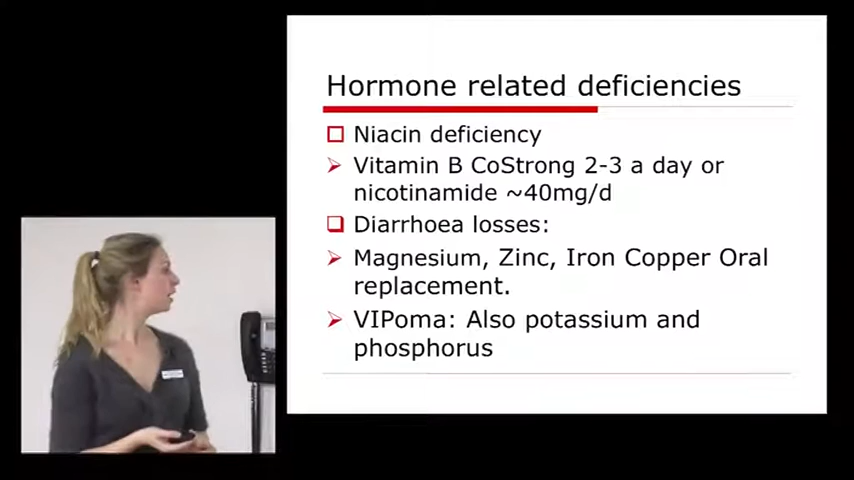 Hormone related deficiencies
Niacin deficiency
Vitamin B CoStrong 2-3 a day or
nicotinamide ~40mg/d
Diarrhoea losses:
Magnesium, Zinc, Iron Copper Oral
replacement.
VIPoma: Also potassium and
phosphorus